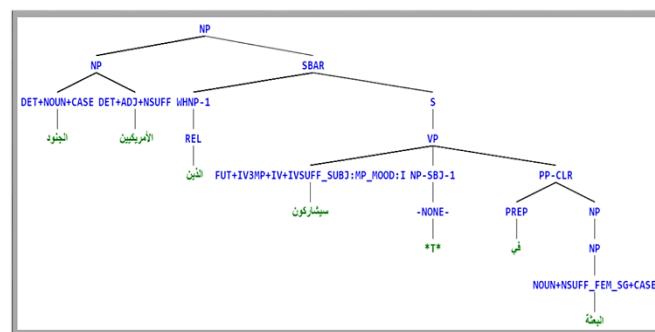 NP
NP SBAR
DET+NOUN+CASE DET+ADJ+NSUFF WHNP-1 S
الجنود الأمريكيين REL VP
الذين FUT+IV3MP+IV+IVSUFF_SUBJ:MP_MOOD:I NP-SBJ-1 PP-CLR
سيشاركون -NONE- PREP NP
*T* في NP
NOUN+NSUFF_FEM_SG+CASE
البعثة